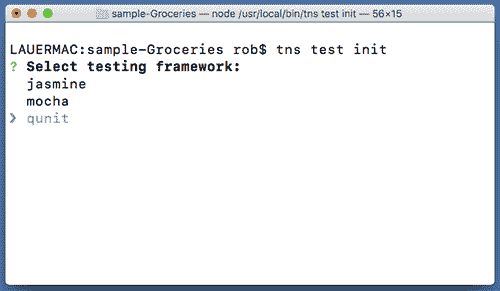 sample-Groceries — node /usr/local/bin/tns test init — 56×15
LAUERMAC:sample-Groceries rob$ tns test init
? Select testing framework:
jasmine
mocha
❯ qunit